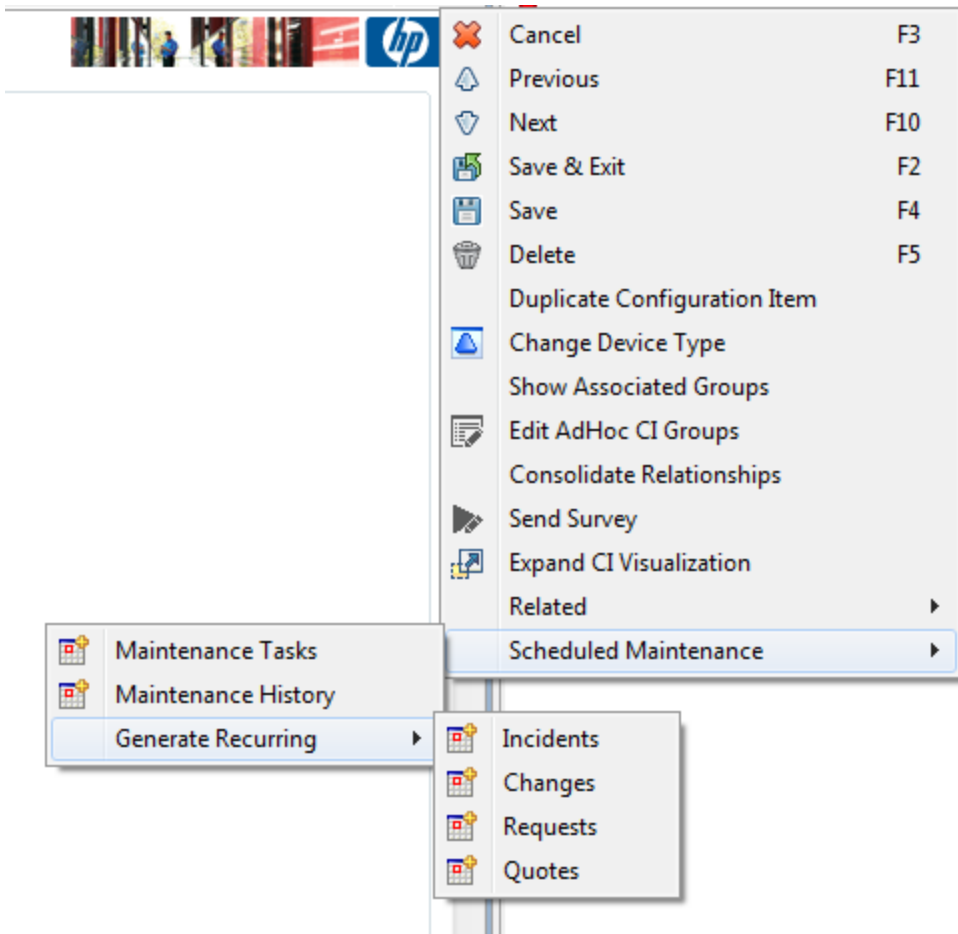 hp
Cancel F3
Previous F11
Next F10
Save & Exit F2
Save F4
Delete F5
Duplicate Configuration Item
Change Device Type
Show Associated Groups
Edit AdHoc CI Groups
Consolidate Relationships
Send Survey
Expand CI Visualization
Related
Scheduled Maintenance
Maintenance Tasks
Maintenance History
Generate Recurring
Incidents
Changes
Requests
Quotes